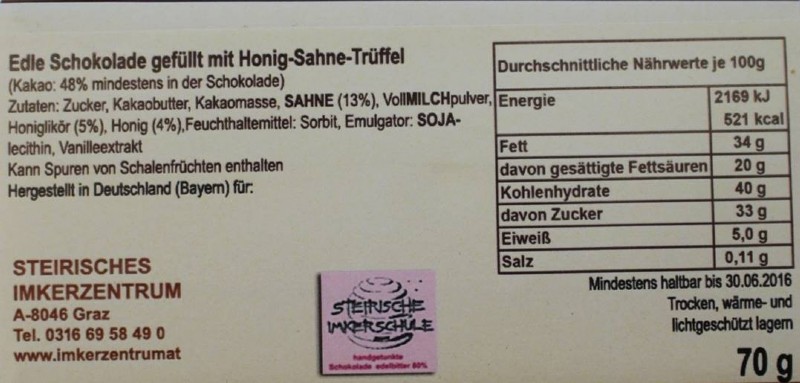 Edle Schokolade gefüllt mit Honig-Sahne-Trüffel
(Kakao: 48% mindestens in der Schokolade)
Zutaten: Zucker, Kakaobutter, Kakaomasse, SAHNE (13%), VollMILCHpulver,
Honiglikör (5%), Honig (4%),Feuchthaltemittel: Sorbit, Emulgator: SOJA-
lecithin, Vanilleextrakt
Kann Spuren von Schalenfrüchten enthalten
Hergestellt in Deutschland (Bayern) für:
STEIRISCHES
IMKERZENTRUM
A-8046 Graz
Tel. 0316 69 58 49 0
www.imkerzentrumat
STEIRISCHE
IMKERSCHULE
handgetunkte
Schokolade edelbitter 80%
Durchschnittliche Nährwerte je 100g
Energie 2169 kJ
521 kcal
Fett 34 g
davon gesättigte Fettsäuren 20 g
Kohlenhydrate 40 g
davon Zucker 33 g
Eiweiß 5,0 g
Salz 0,11 g
Mindestens haltbar bis 30.06.2016
Trocken, wärme- und
lichtgeschützt lagern
70 g